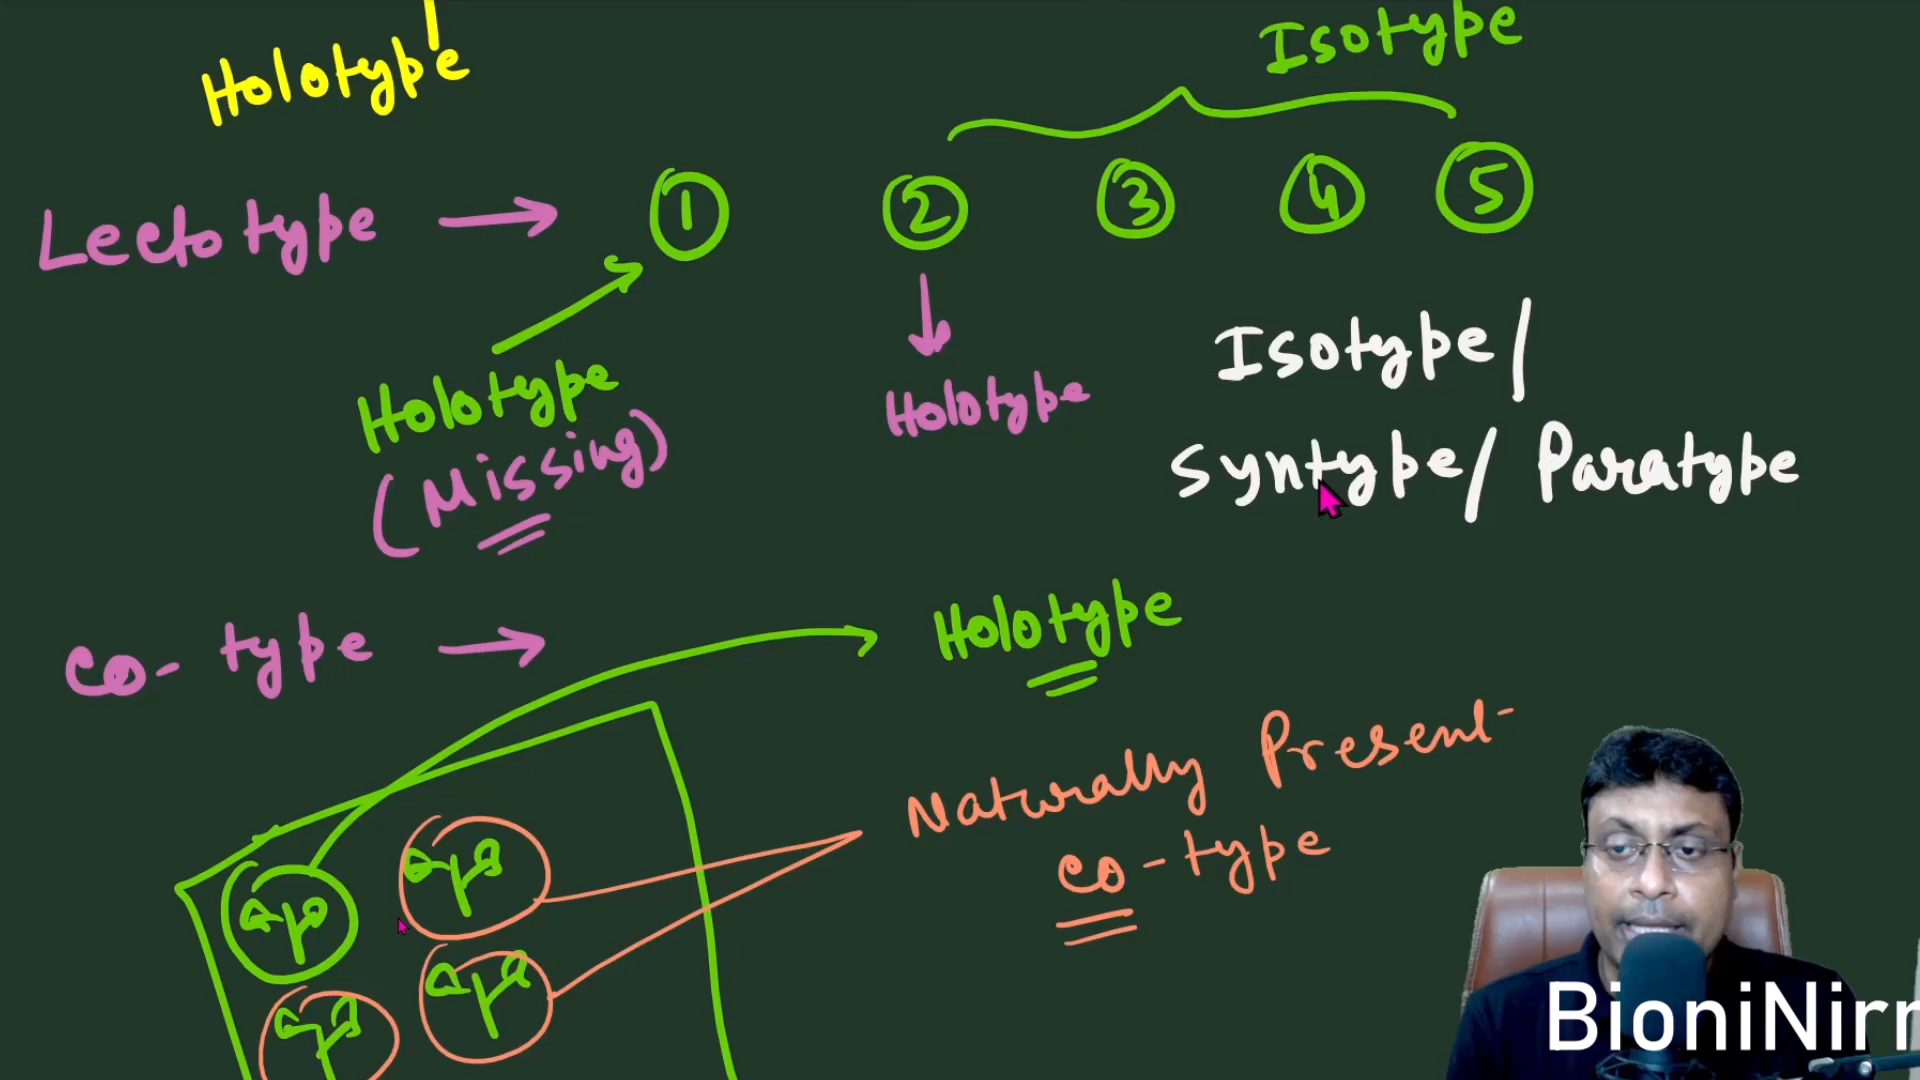 Holotype
Isotype
Lectotype → 1 2 3 4 5
Holotype
(Missing)
Holotype
Isotype/
Syntype/ Paratype
Co-type →
Holotype
Naturally Present-
Co-type
BioniNirr